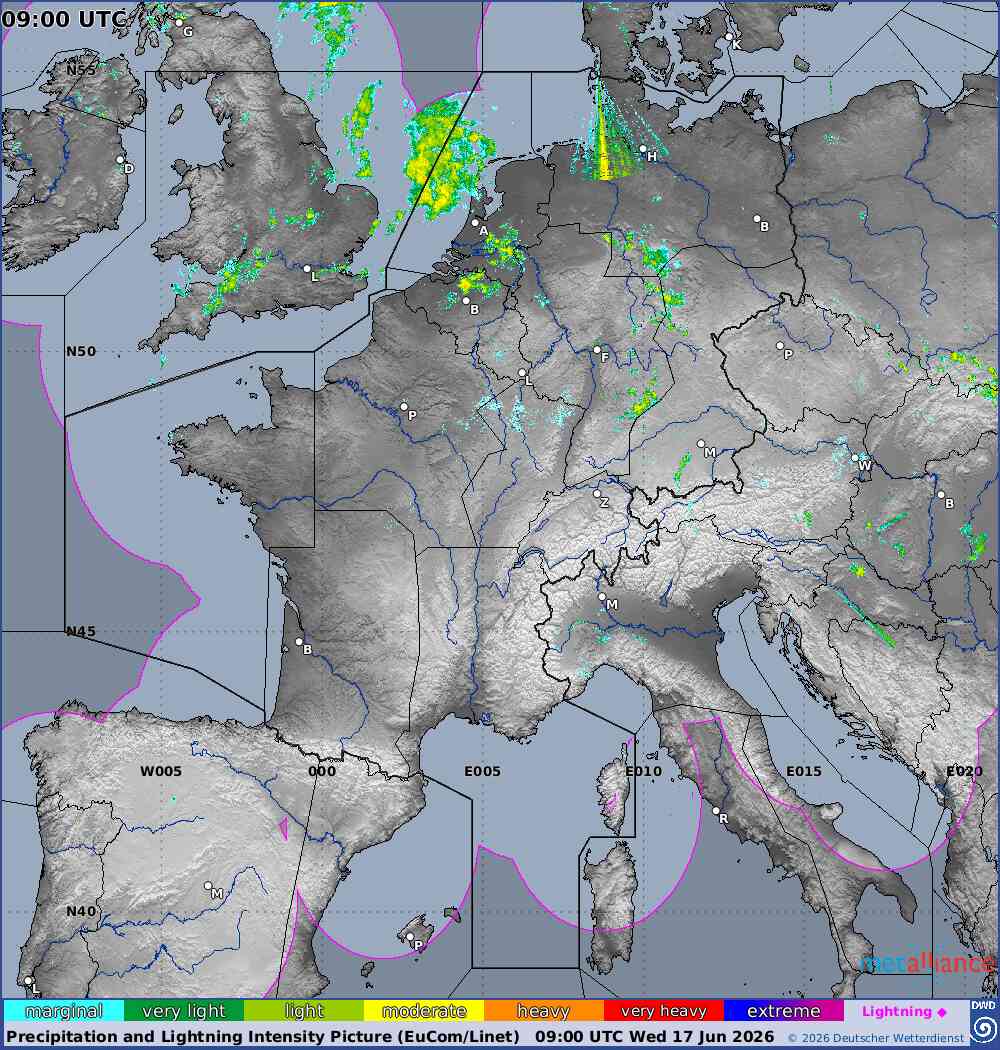 09:00 UTC
G
K
N55
D
H
A
B
L
B
N50
P
F
L
P
M
W
Z
B
M
N45
B
W005
000
E005
E010
E015
E020
R
M
N40
P
metalliance
L
marginal very light light moderate heavy very heavy extreme Lightning ◆
DWD
Precipitation and Lightning Intensity Picture (EuCom/Linet) 09:00 UTC Wed 17 Jun 2026 © 2026 Deutscher Wetterdienst